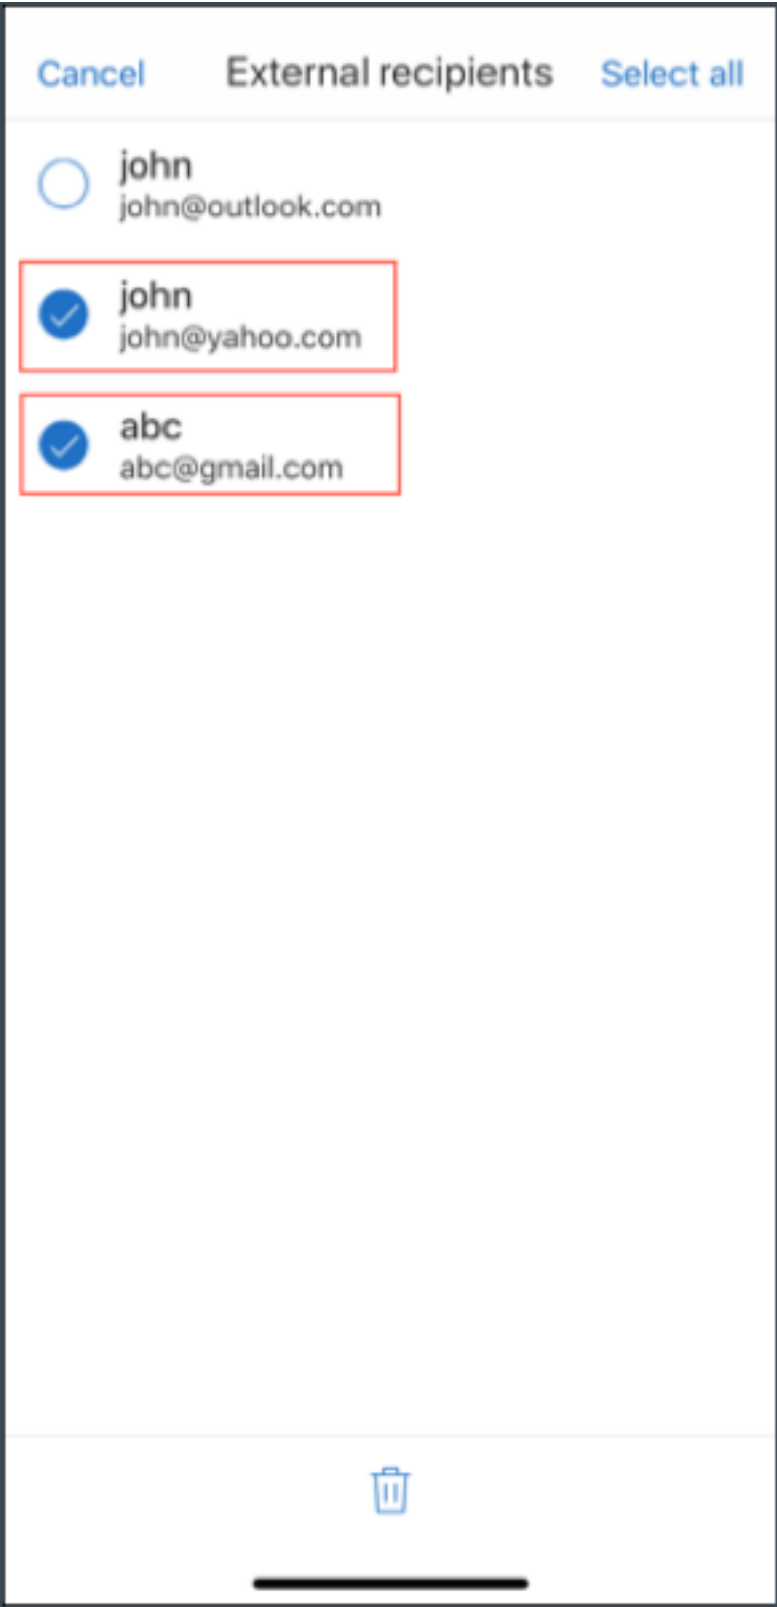 Cancel External recipients Select all
john
john@outlook.com
john
john@yahoo.com
abc
abc@gmail.com